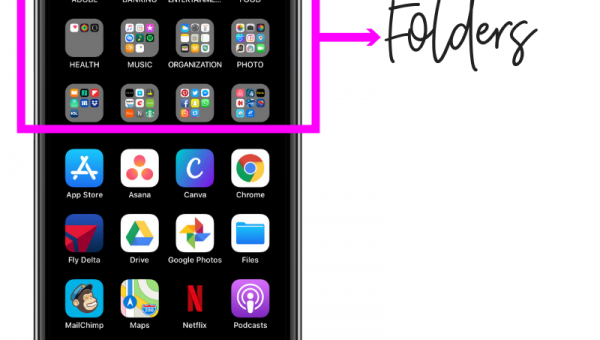 ADOBE BANKING ENTERTAINME... FOOD
Folders
HEALTH MUSIC ORGANIZATION PHOTO
App Store Asana Canva Chrome
Fly Delta Drive Google Photos Files
MailChimp Maps Netflix Podcasts